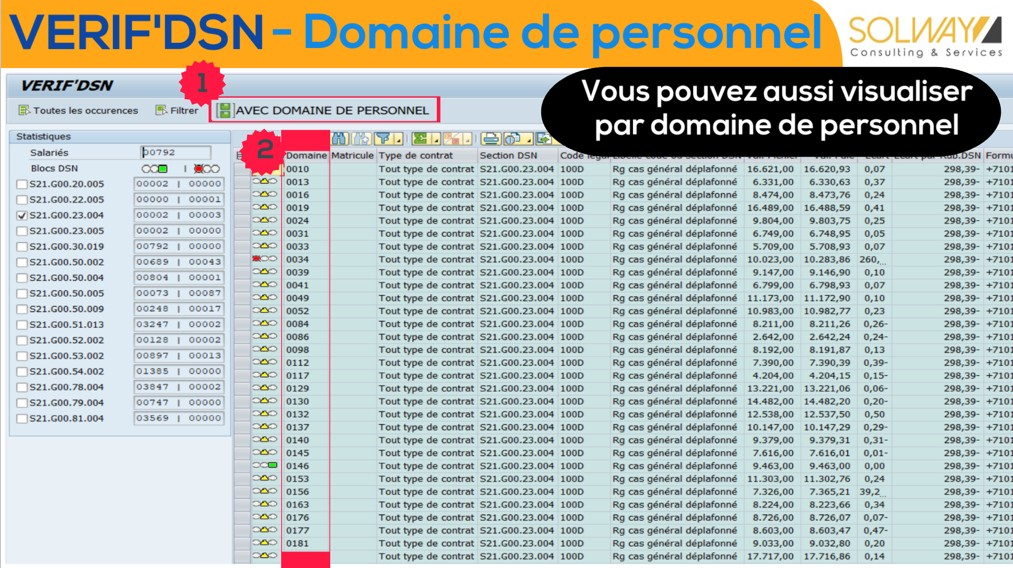 VERIF'DSN - Domaine de personnel
SOLWAY
Consulting & Services
VERIF'DSN
1
Vous pouvez aussi visualiser
par domaine de personnel
Toutes les occurences Filtrer AVEC DOMAINE DE PERSONNEL
Statistiques
Salariés 00792
Blocs DSN
S21.G00.20.005 00002 | 00000
S21.G00.22.005 00000 | 00001
S21.G00.23.004 00002 | 00003
S21.G00.23.005 00002 | 00000
S21.G00.30.019 00792 | 00000
S21.G00.50.002 00689 | 00043
S21.G00.50.004 00804 | 00001
S21.G00.50.005 00073 | 00087
S21.G00.50.009 00248 | 00017
S21.G00.51.013 03247 | 00002
S21.G00.52.002 00128 | 00002
S21.G00.53.002 00897 | 00013
S21.G00.54.002 01385 | 00000
S21.G00.78.004 03847 | 00002
S21.G00.79.004 00747 | 00000
S21.G00.81.004 03569 | 00000
2
Domaine Matricule Type de contrat Section DSN Code
0010 Tout type de contrat S21.G00.23.004 100D Rg cas général déplafonné 16.621,00 16.620,93 0,07 298,39- +7101
0013 Tout type de contrat S21.G00.23.004 100D Rg cas général déplafonné 6.331,00 6.330,63 0,37 298,39- +7101
0016 Tout type de contrat S21.G00.23.004 100D Rg cas général déplafonné 8.474,00 8.473,76 0,24 298,39- +7101
0019 Tout type de contrat S21.G00.23.004 100D Rg cas général déplafonné 16.489,00 16.488,59 0,41 298,39- +7101
0024 Tout type de contrat S21.G00.23.004 100D Rg cas général déplafonné 9.804,00 9.803,75 0,25 298,39- +7101
0031 Tout type de contrat S21.G00.23.004 100D Rg cas général déplafonné 6.749,00 6.748,95 0,05 298,39- +7101
0033 Tout type de contrat S21.G00.23.004 100D Rg cas général déplafonné 5.709,00 5.708,93 0,07 298,39- +7101
0034 Tout type de contrat S21.G00.23.004 100D Rg cas général déplafonné 10.023,00 10.283,86 260,... 298,39- +7101
0039 Tout type de contrat S21.G00.23.004 100D Rg cas général déplafonné 9.147,00 9.146,90 0,10 298,39- +7101
0041 Tout type de contrat S21.G00.23.004 100D Rg cas général déplafonné 6.799,00 6.798,93 0,07 298,39- +7101
0049 Tout type de contrat S21.G00.23.004 100D Rg cas général déplafonné 11.173,00 11.172,90 0,10 298,39- +7101
0052 Tout type de contrat S21.G00.23.004 100D Rg cas général déplafonné 10.983,00 10.982,77 0,23 298,39- +7101
0084 Tout type de contrat S21.G00.23.004 100D Rg cas général déplafonné 8.211,00 8.211,26 0,26- 298,39- +7101
0086 Tout type de contrat S21.G00.23.004 100D Rg cas général déplafonné 2.642,00 2.642,24 0,24- 298,39- +7101
0098 Tout type de contrat S21.G00.23.004 100D Rg cas général déplafonné 8.192,00 8.191,87 0,13 298,39- +7101
0112 Tout type de contrat S21.G00.23.004 100D Rg cas général déplafonné 7.390,00 7.390,39 0,39- 298,39- +7101
0117 Tout type de contrat S21.G00.23.004 100D Rg cas général déplafonné 4.204,00 4.204,15 0,15- 298,39- +7101
0129 Tout type de contrat S21.G00.23.004 100D Rg cas général déplafonné 13.221,00 13.221,06 0,06- 298,39- +7101
0130 Tout type de contrat S21.G00.23.004 100D Rg cas général déplafonné 14.482,00 14.482,20 0,20- 298,39- +7101
0132 Tout type de contrat S21.G00.23.004 100D Rg cas général déplafonné 12.538,00 12.537,50 0,50 298,39- +7101
0137 Tout type de contrat S21.G00.23.004 100D Rg cas général déplafonné 10.147,00 10.147,29 0,29- 298,39- +7101
0140 Tout type de contrat S21.G00.23.004 100D Rg cas général déplafonné 9.379,00 9.379,31 0,31- 298,39- +7101
0145 Tout type de contrat S21.G00.23.004 100D Rg cas général déplafonné 7.616,00 7.616,01 0,01- 298,39- +7101
0146 Tout type de contrat S21.G00.23.004 100D Rg cas général déplafonné 9.463,00 9.463,00 0,00 298,39- +7101
0153 Tout type de contrat S21.G00.23.004 100D Rg cas général déplafonné 11.303,00 11.302,76 0,24 298,39- +7101
0156 Tout type de contrat S21.G00.23.004 100D Rg cas général déplafonné 7.326,00 7.365,21 39,2... 298,39- +7101
0163 Tout type de contrat S21.G00.23.004 100D Rg cas général déplafonné 8.224,00 8.223,66 0,34 298,39- +7101
0176 Tout type de contrat S21.G00.23.004 100D Rg cas général déplafonné 8.726,00 8.726,07 0,07- 298,39- +7101
0177 Tout type de contrat S21.G00.23.004 100D Rg cas général déplafonné 8.603,00 8.603,47 0,47- 298,39- +7101
0181 Tout type de contrat S21.G00.23.004 100D Rg cas général déplafonné 9.033,00 9.032,80 0,20 298,39- +7101
Tout type de contrat S21.G00.23.004 100D Rg cas général déplafonné 17.717,00 17.716,86 0,14 298,39- +7101